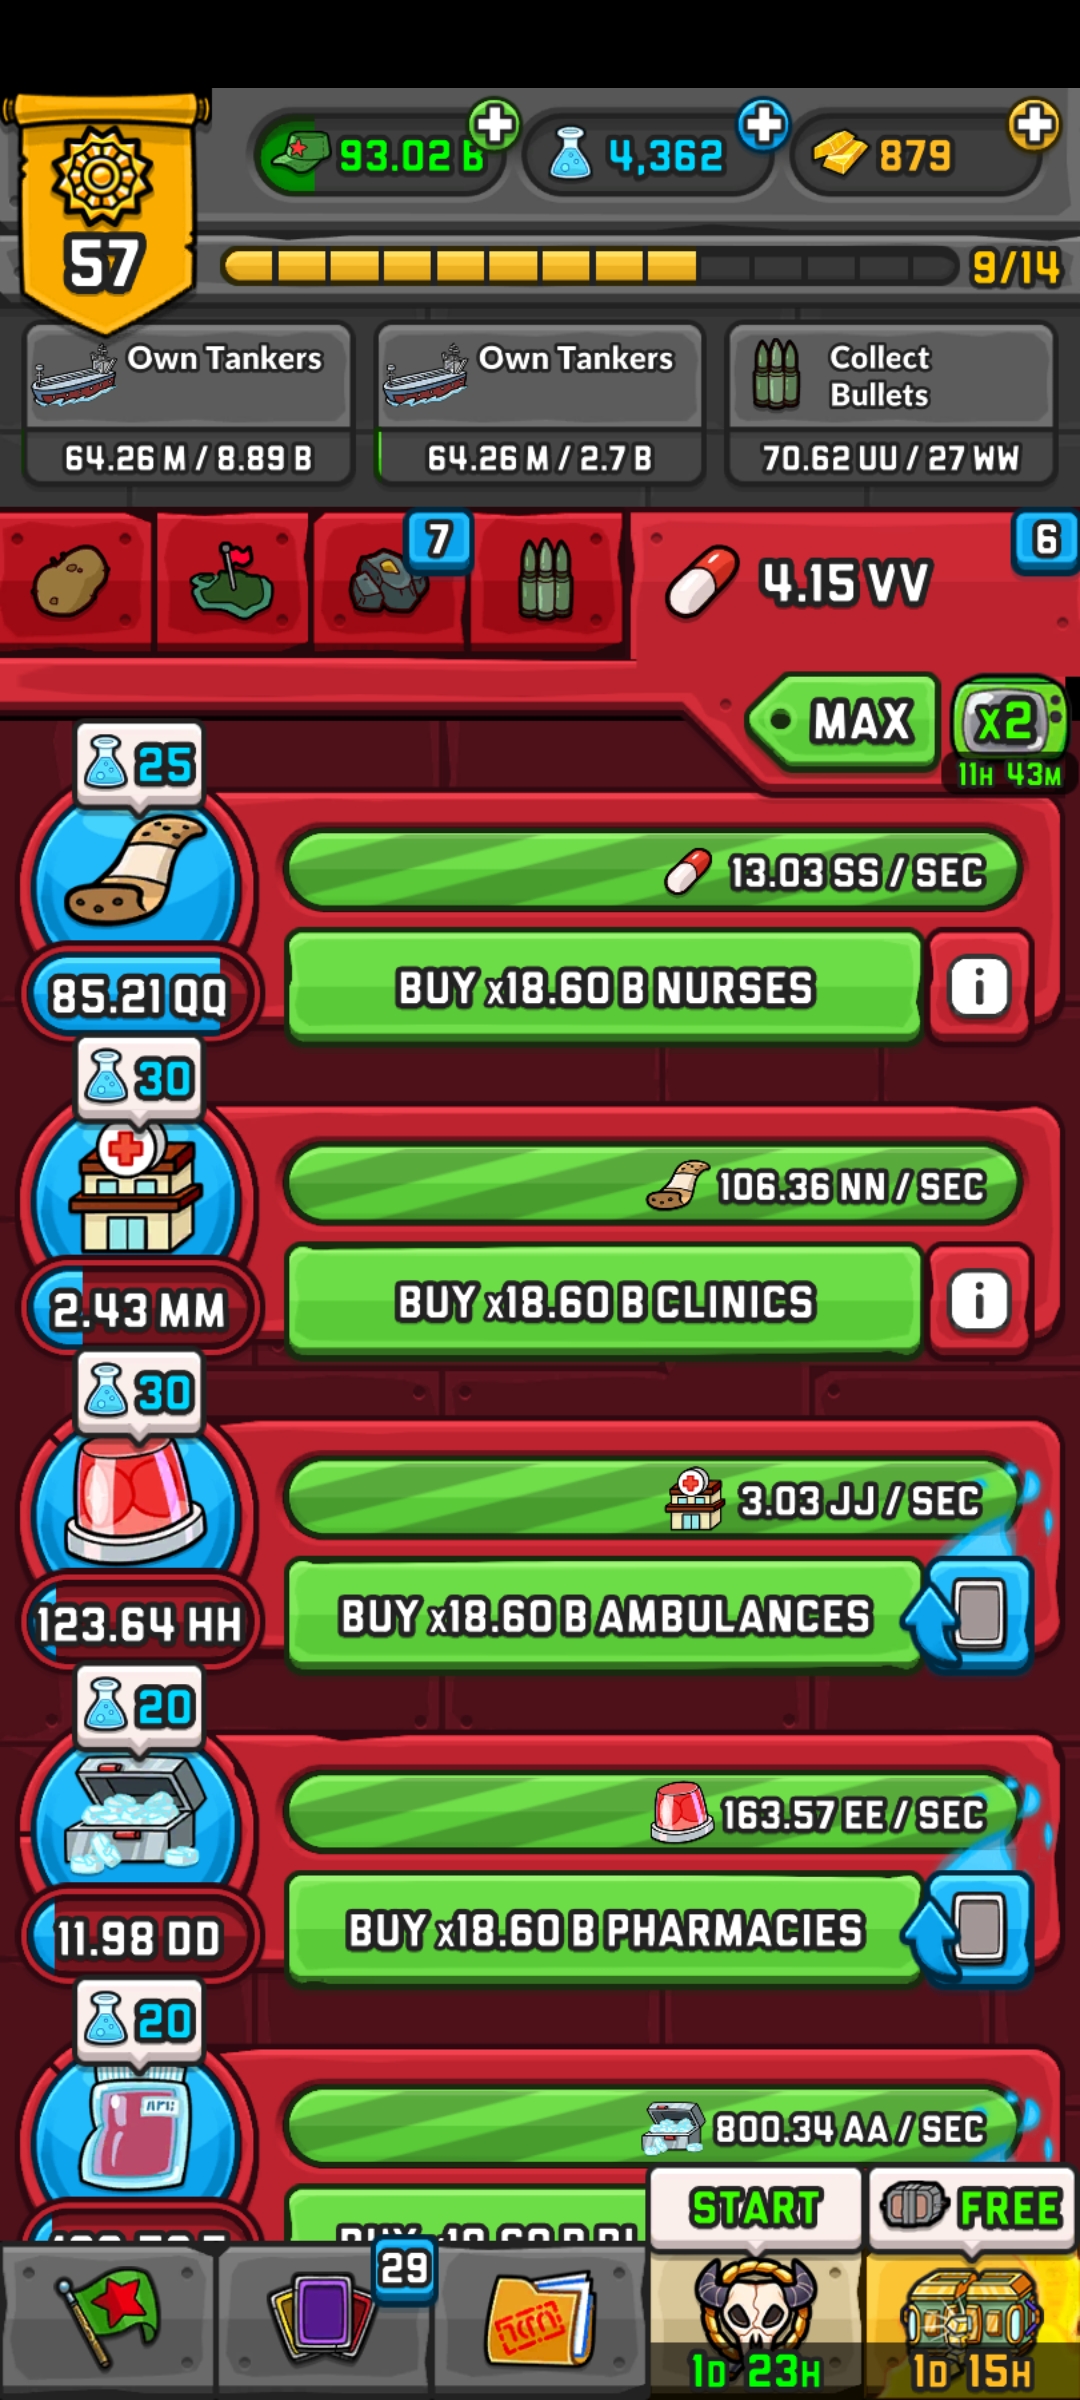 93.02 B
4,362
879
57
9/14
Own Tankers
64.26 M / 8.89 B
Own Tankers
64.26 M / 2.7 B
Collect
Bullets
70.62 UU / 27 WW
7
4.15 VV
6
MAX
x2
11H 43M
25
13.03 SS / SEC
85.21 QQ
BUY x18.60 B NURSES
i
30
106.36 NN / SEC
2.43 MM
BUY x18.60 B CLINICS
i
30
3.03 JJ / SEC
123.64 HH
BUY x18.60 B AMBULANCES
20
163.57 EE / SEC
11.98 DD
BUY x18.60 B PHARMACIES
20
800.34 AA / SEC
START
FREE
29
1D 23H
1D 15H